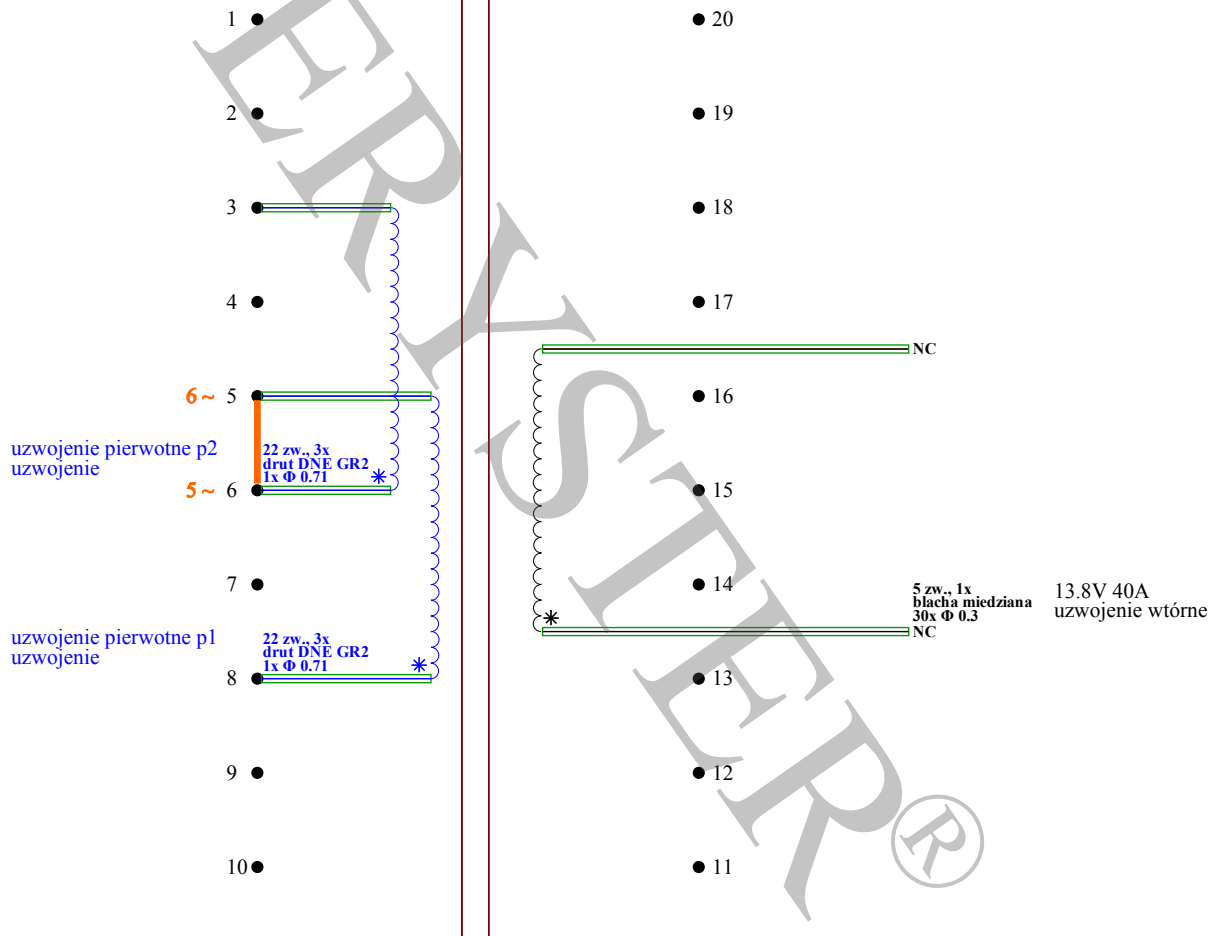 1 20
2 19
3 18
4 17
NC
6 ~ 5 16
uzwojenie pierwotne p2
uzwojenie
22 zw., 3x
drut DNE GR2
1x Φ 0.71
5 ~ 6 15
7 14
5 zw., 1x
blacha miedziana
30x Φ 0.3
NC
13.8V 40A
uzwojenie wtórne
uzwojenie pierwotne p1
uzwojenie
22 zw., 3x
drut DNE GR2
1x Φ 0.71
8 13
9 12
10 11
ERYSTER®